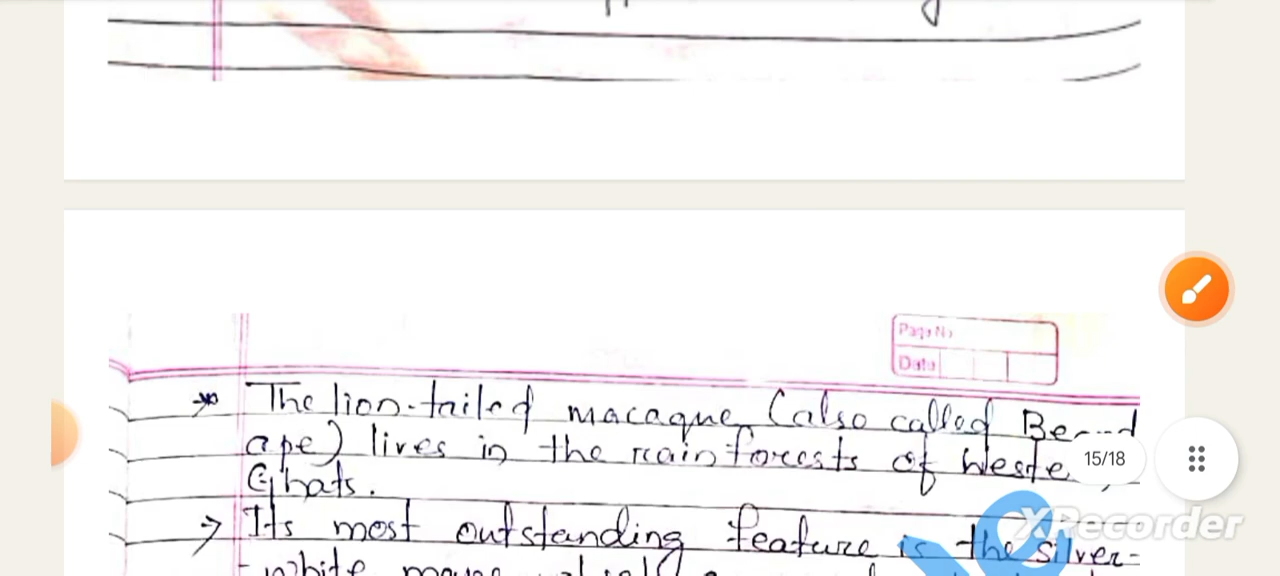 Page No
Date
The lion-tailed macaque (also called
ape) lives in the rainforests of
15/18
Ghats.
XRecorder
→ Its most outstanding feature is the silver-
-white